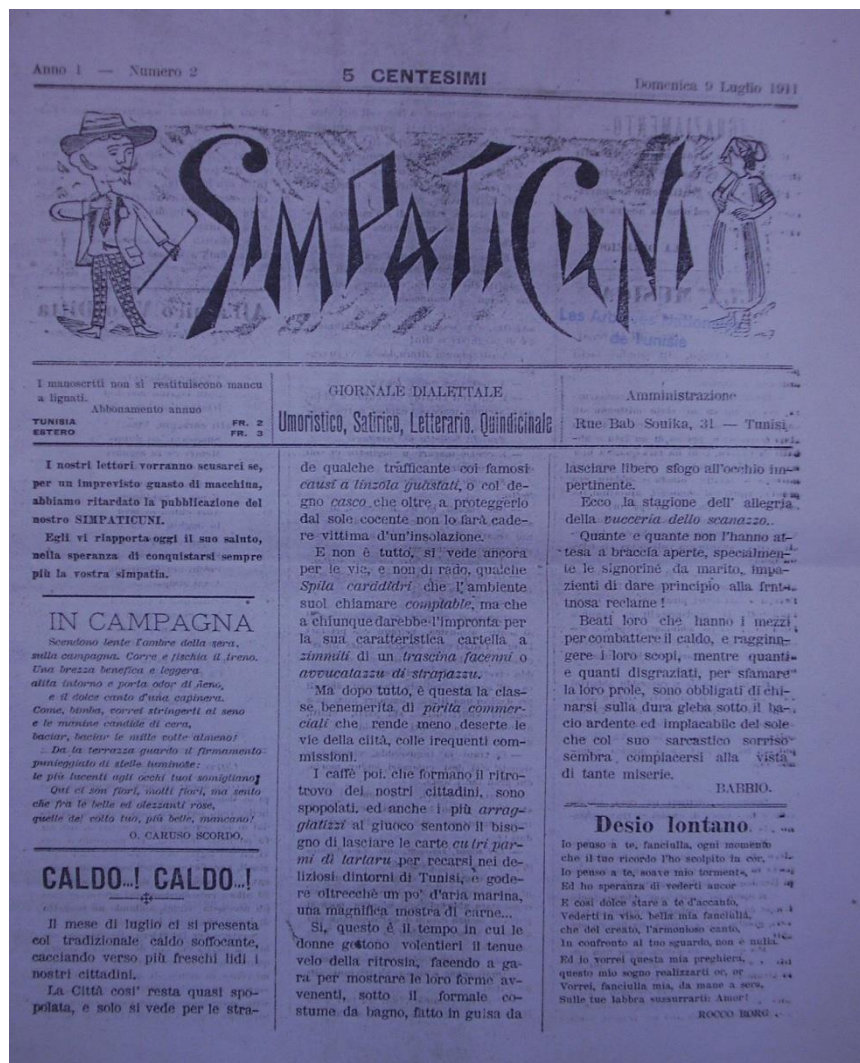 Anno 1 — Numero 2
5 CENTESIMI
Domenica 9 Luglio 1911
SIMPATICUNI
I manoscrtti non si restituiscono mancu
a lignati.
Abbonamento annuo
TUNISIA FR. 2
ESTERO FR. 3
GIORNALE DIALETTALE
Umoristico, Satirico, Letterario. Quindicinale
Amministrazione
Rue Bab Souika, 31 — Tunisi.
Les Archives Nationales
de Tunisie
I nostri lettori vorranno scusarci se,
per un imprevisto guasto di macchina,
abbiamo ritardato la pubblicazione del
nostro SIMPATICUNI.
Egli vi riapporta oggi il suo saluto,
nella speranza di conquistarsi sempre
più la vostra simpatia.
IN CAMPAGNA
Scendono lente l'ombre della sera,
sulla campagna. Corre e fischia il treno.
Una brezza benefica e leggera
alita intorno e porta odor di fieno,
e il dolce canto d'una capinera.
Come, bimba, correi stringerti al seno
e le manine candide di cera,
baciar, baciar le mille volte almeno!
Da la terrazza guardo il firmamento
punteggiato di stelle luminose:
le più lucenti agli occhi tuoi somigliano;
Qui ci son fiori, molti fiori, ma sento
che fra le belle ed olezzanti rose,
quelle del volto tuo, più belle, mancano!
O. CARUSO SCORDO.
CALDO..! CALDO..!
Il mese di luglio ci si presenta
col tradizionale caldo soffocante,
cacciando verso più freschi lidi i
nostri cittadini.
La Città cosi' resta quasi spo-
polata, e solo si vede per le stra-
de qualche trafficante coi famosi
causi a linzola guastati, o col de-
gno casco che oltre a proteggerlo
dal sole cocente non lo farà cade-
re vittima d'un'insolazione.
E non è tutto, si vede ancora
per le vie, e non di rado, qualche
Spila carddidri che l'ambiente
suol chiamare comptable, ma che
a chiunque darebbe l'impronta per
la sua caratteristica cartella a
zimmili di un trascina facenni o
avvucalazzu di strapazzu.
Ma dopo tutto, è questa la clas-
se benemerita di pirita commer-
ciali che rende meno deserte le
vie della ciità, colle irequenti com-
missioni.
I caffè poi, che formano il ritro-
trovo dei nostri cittadini, sono
spopolati, ed anche i più arrag-
giatizzi al giuoco sentono il biso-
gno di lasciare le carte cu tri par-
mi di tartaru per recarsi nei de-
liziosi dintorni di Tunisi, e gode-
re oltrecchè un po' d'aria marina,
una magnifica mostra di carne...
Si, questo è il tempo in cui le
donne gettono volentieri il tenue
velo della ritrosia, facendo a ga-
ra per mostrare le loro forme av-
venenti, sotto il formale co-
stume da bagno, fatto in guisa da
lasciare libero sfogo all'occhio im-
pertinente.
Ecco la stagione dell' allegria
della vucceria dello scanazzo..
Quante e quante non l'hanno at-
tesa a braccia aperte, specialmen-
te le signorine da marito, impa-
zienti di dare principio alla frut-
tnosa reclame!
Beati loro che hanno i mezzi
per combattere il caldo, e raggiun-
gere i loro scopi, mentre quanti
e quanti disgraziati, per sfamare
la loro prole, sono obbligati di chi-
narsi sulla dura gleba sotto il ba-
cio ardente ed implacabile del sole
che col suo sarcastico sorriso
sembra compiacersi alla vista
di tante miserie.
BABBIO.
Desio lontano
Io penso a te, fanciulla, ogni momento
che il tuo ricordo l'ho scolpito in cor,
Io penso a te, soave mio tormento,
Ed ho speranza di vederti ancor
E cosi dolce stare a te d'accanto,
Vederti in viso, bella mia fanciulla,
che del creato, l'armonioso canto,
In confronto al tuo sguardo, non è nulla.
Ed io vorrei questa mia preghiera,
questo mio sogno realizzarti or, or
Vorrei, fanciulla mia, da mane a sera,
Sulle tue labbra sussurrarti: Amor!
ROCCO BORG.